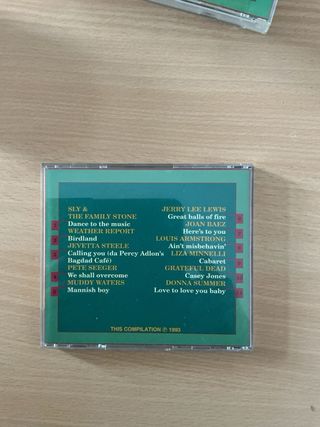 SLY &
THE FAMILY STONE
Dance to the music
WEATHER REPORT
Birdland
JEVETTA STEELE
Calling you (da Percy Adlon's
Bagdad Café)
PETE SEEGER
We shall overcome
MUDDY WATERS
Mannish boy
JERRY LEE LEWIS
Great balls of fire
JOAN BAEZ
Here's to you
LOUIS ARMSTRONG
Ain't misbehavin'
LIZA MINNELLI
Cabaret
GRATEFUL DEAD
Casey Jones
DONNA SUMMER
Love to love you baby
THIS COMPILATION ℗ 1993